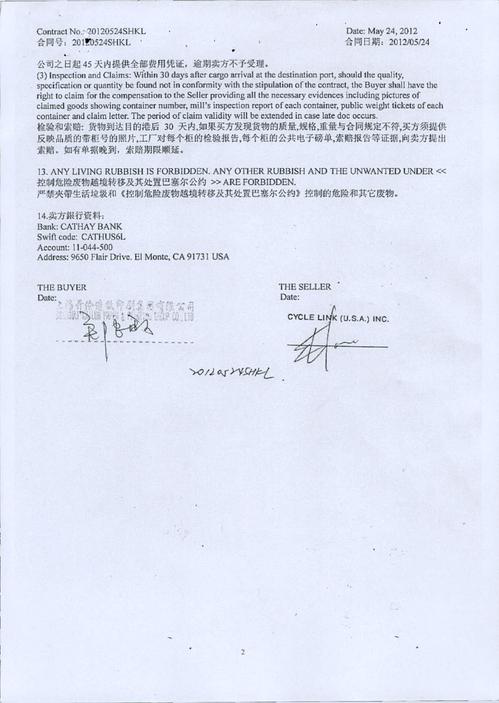 Contract No.: 20120524SHKL Date: May 24, 2012
合同号: 20120524SHKL 合同日期: 2012/05/24
公司之日起 45 天内提供全部费用凭证，逾期卖方不予受理。
(3) Inspection and Claims: Within 30 days after cargo arrival at the destination port, should the quality,
specification or quantity be found not in conformity with the stipulation of the contract, the Buyer shall have the
right to claim for the compensation to the Seller providing all the necessary evidences including pictures of
claimed goods showing container number, mill's inspection report of each container, public weight tickets of each
container and claim letter. The period of claim validity will be extended in case late doc occurs.
检验和索赔: 货物到达目的港后 30 天内,如果买方发现货物的质量,规格,重量与合同规定不符,买方须提供
反映品质的带柜号的照片,工厂对每个柜的检验报告,每个柜的公共电子磅单,索赔报告等证据,向卖方提出
索赔. 如有单据晚到, 索赔期限顺延。
13. ANY LIVING RUBBISH IS FORBIDDEN. ANY OTHER RUBBISH AND THE UNWANTED UNDER <<
控制危险废物越境转移及其处置巴塞尔公约 >> ARE FORBIDDEN.
严禁夹带生活垃圾和《控制危险废物越境转移及其处置巴塞尔公约》控制的危险和其它废物。
14.卖方银行资料:
Bank: CATHAY BANK
Swift code: CATHUS6L
Account: 11-044-500
Address: 9650 Flair Drive. El Monte, CA 91731 USA
THE BUYER THE SELLER
Date: Date:
CYCLE LINK (U.S.A.) INC.
20120524SHKL
2